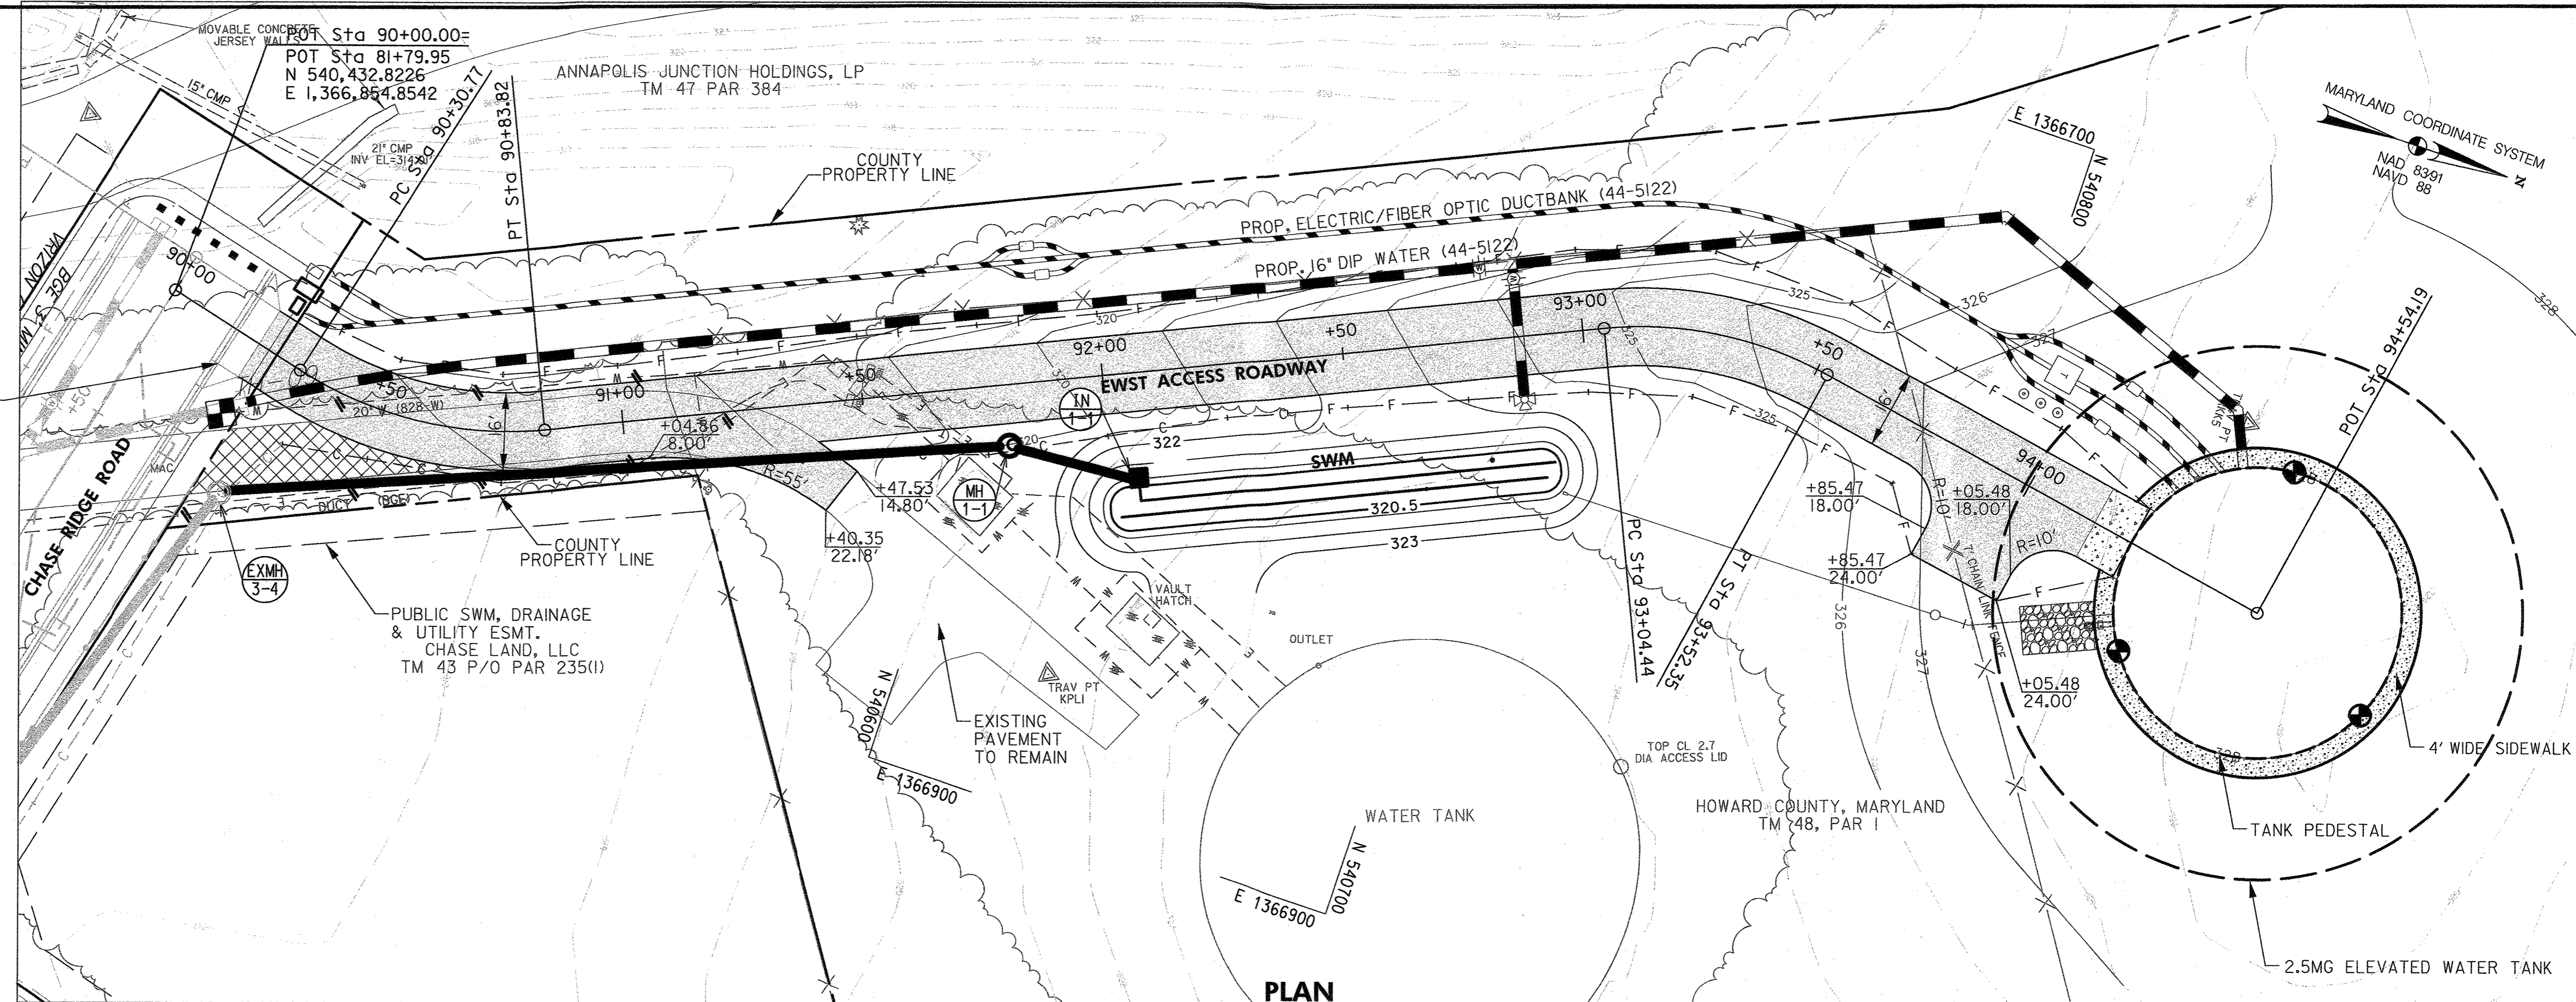 MOVABLE CONCRETE
JERSEY WALLS
POT Sta 90+00.00=
POT Sta 81+79.95
N 540,432.8226
E 1,366,854.8542
15" CMP
21" CMP
PC Sta 90+30.77
PT Sta 90+83.82
ANNAPOLIS JUNCTION HOLDINGS, LP
TM 47 PAR 384
COUNTY
PROPERTY LINE
PROP. ELECTRIC/FIBER OPTIC DUCTBANK (44-5122)
PROP. 16" DIP WATER (44-5122)
E 1366700
N 540800
MARYLAND COORDINATE SYSTEM
NAD 83/91
NAVD 88
N
90+00
+50
20" W (828-W)
91+00
16'
+04.86
8.00'
+50
92+00
EWST ACCESS ROADWAY
+50
93+00
+50
16'
94+00
320
320
325
325
325
326
328
IN
1-1
322
SWM
320.5
323
MH
1-1
R=55'
+47.53
14.80'
+40.35
22.18'
EXMH
3-4
CHASE RIDGE ROAD
MAC
+50
COUNTY
PROPERTY LINE
PUBLIC SWM, DRAINAGE
& UTILITY ESMT.
CHASE LAND, LLC
TM 43 P/O PAR 235(1)
VAULT
HATCH
OUTLET
TRAV PT
KPL1
N 540600
E 1366900
EXISTING
PAVEMENT
TO REMAIN
WATER TANK
N 540700
E 1366900
TOP CL 2.7
DIA ACCESS LID
PC Sta 93+04.44
PT Sta 93+52.35
POT Sta 94+54.19
+85.47
18.00'
+85.47
24.00'
R=10'
+05.48
18.00'
R=10'
7' CHAIN LINK FENCE
+05.48
24.00'
326
327
HOWARD COUNTY, MARYLAND
TM 48, PAR 1
4' WIDE SIDEWALK
TANK PEDESTAL
2.5MG ELEVATED WATER TANK
PLAN